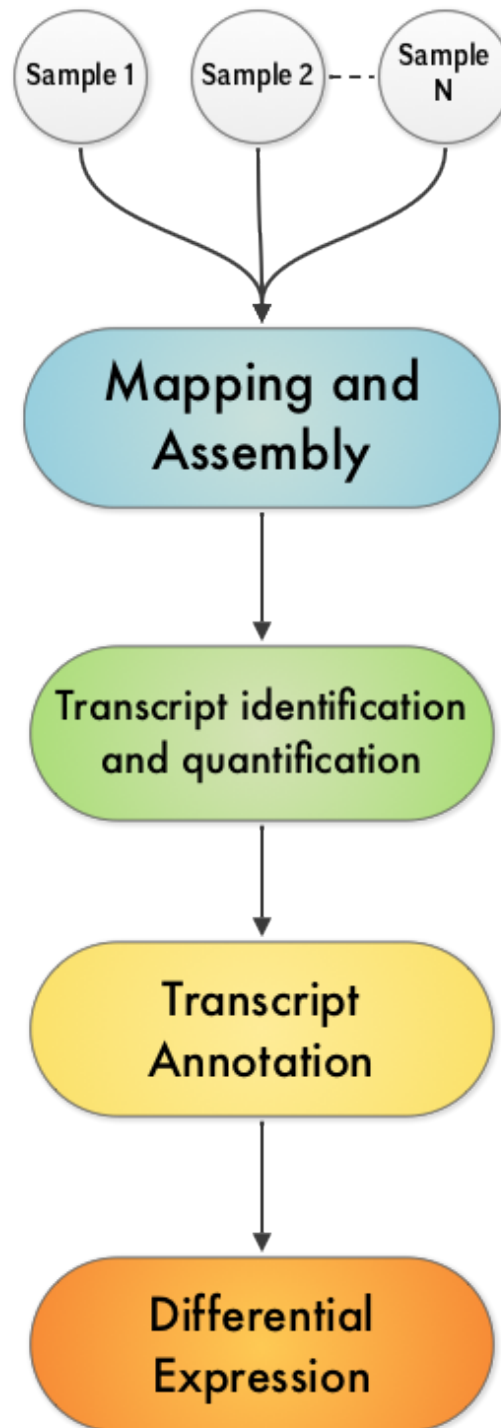 Sample 1
Sample 2
Sample
N
Mapping and
Assembly
Transcript identification
and quantification
Transcript
Annotation
Differential
Expression